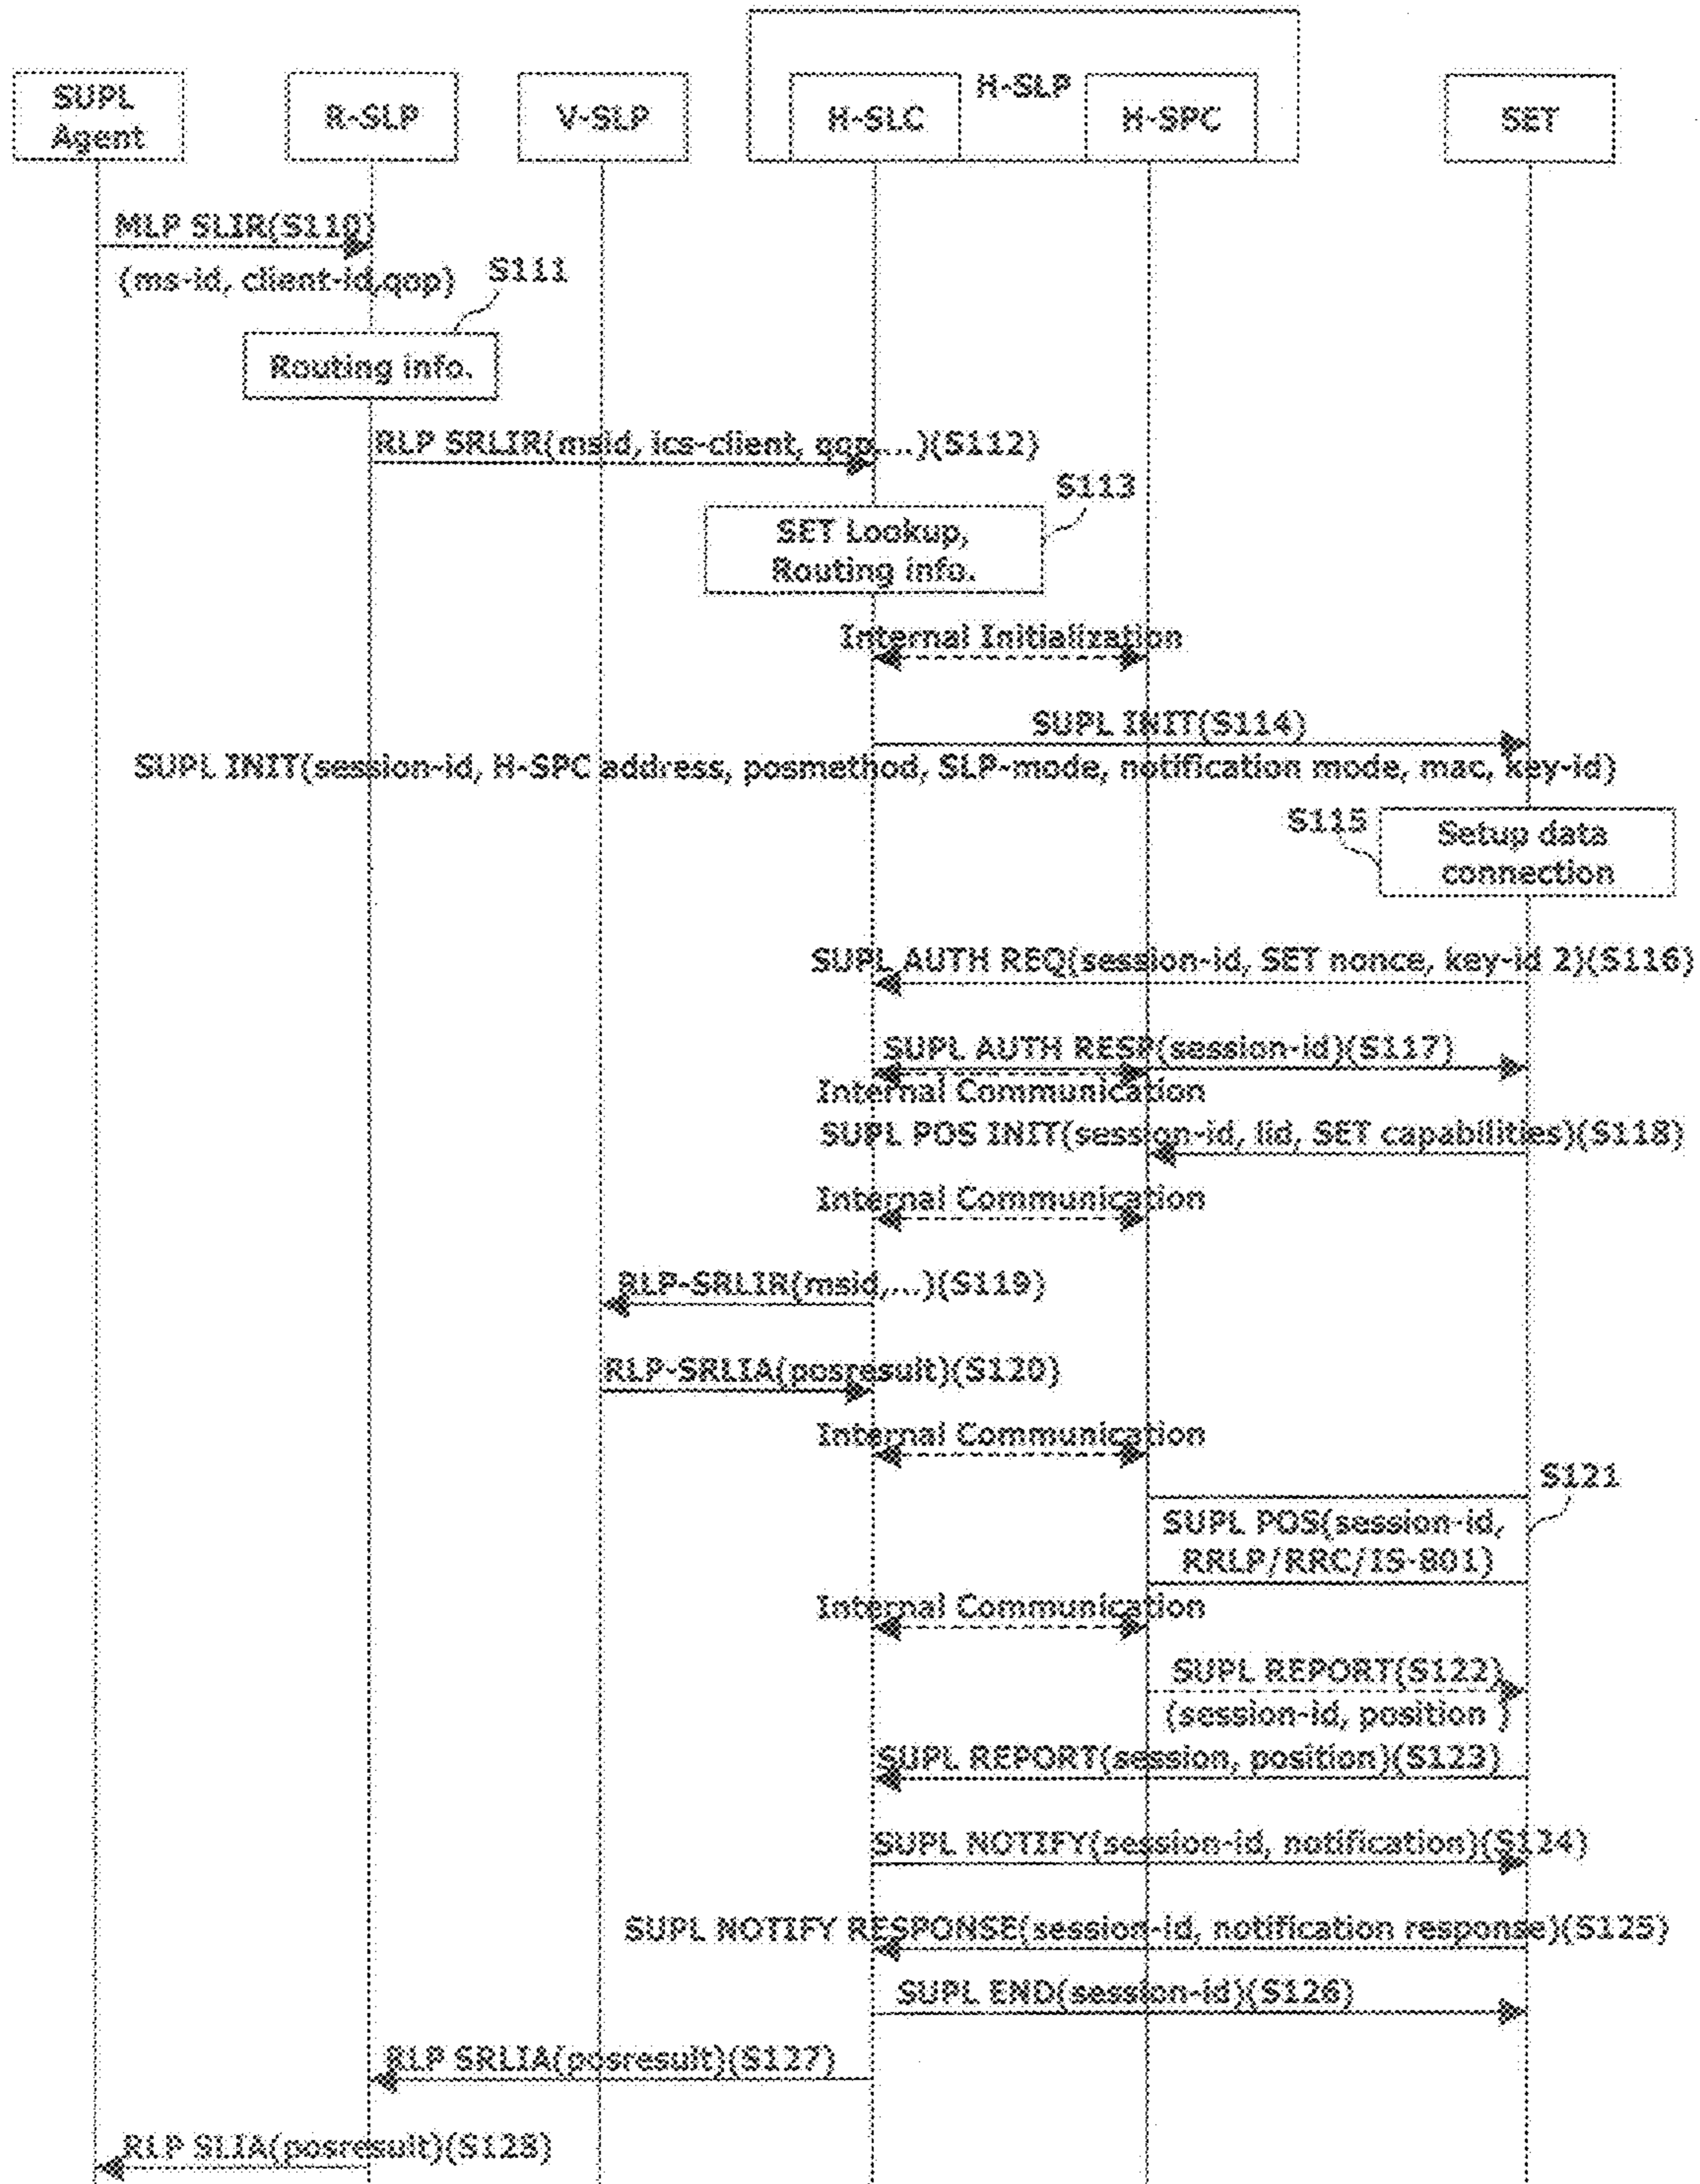 H-SLP
SUPL
Agent
R-SLP
V-SLP
H-SLC
H-SPC
SET
MLP SLIR(S110)
(ms-id, client-id,qop)
S111
Routing info.
RLP SRLIR(msid, ics-client, qop,...)(S112)
S113
SET Lookup,
Routing info.
Internal Initialization
SUPL INIT(S114)
SUPL INIT(session-id, H-SPC address, posmethod, SLP-mode, notification mode, mac, key-id)
S115
Setup data
connection
SUPL AUTH REQ(session-id, SET nonce, key-id 2)(S116)
SUPL AUTH RESP(session-id)(S117)
Internal Communication
SUPL POS INIT(session-id, lid, SET capabilities)(S118)
Internal Communication
RLP-SRLIR(msid,...)(S119)
RLP-SRLIA(posresult)(S120)
Internal Communication
S121
SUPL POS(session-id,
RRLP/RRC/IS-801)
Internal Communication
SUPL REPORT(S122)
(session-id, position )
SUPL REPORT(session, position)(S123)
SUPL NOTIFY(session-id, notification)(S124)
SUPL NOTIFY RESPONSE(session-id, notification response)(S125)
SUPL END(session-id)(S126)
RLP SRLIA(posresult)(S127)
RLP SLIA(posresult)(S128)